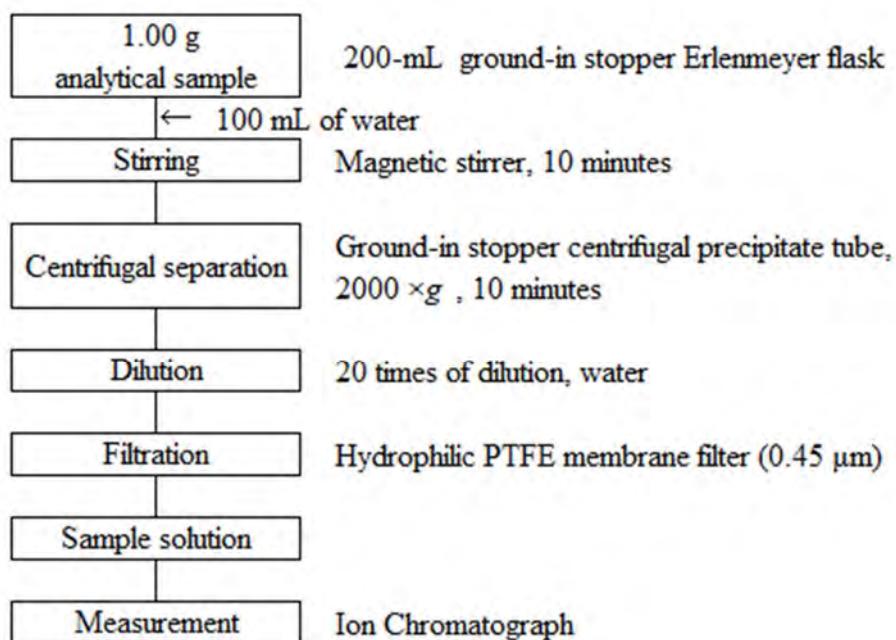 1.00 g
analytical sample
200-mL ground-in stopper Erlenmeyer flask
← 100 mL of water
Stirring
Magnetic stirrer, 10 minutes
Centrifugal separation
Ground-in stopper centrifugal precipitate tube,
2000 ×g , 10 minutes
Dilution
20 times of dilution, water
Filtration
Hydrophilic PTFE membrane filter (0.45 μm)
Sample solution
Measurement
Ion Chromatograph